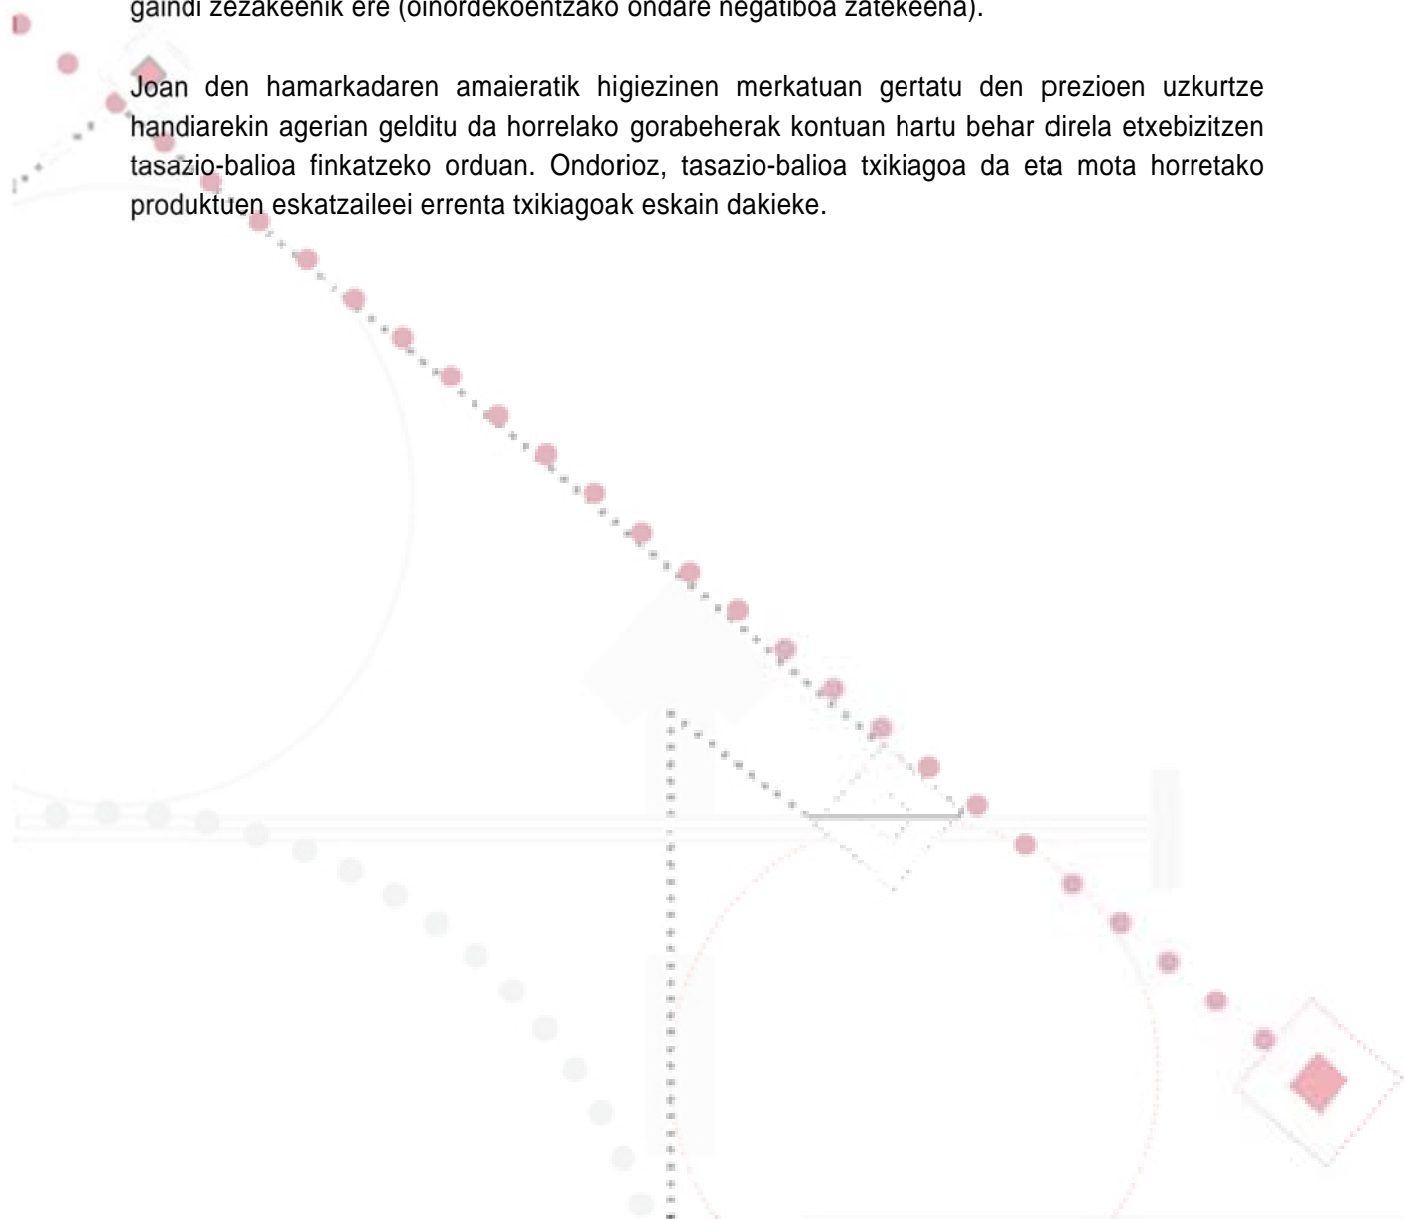 gaindi zezakeenik ere (oinordekoentzako ondare negatiboa zatekeena).
Joan den hamarkadaren amaieratik higiezinen merkatuan gertatu den prezioen uzkurtze
handiarekin agerian gelditu da horrelako gorabeherak kontuan hartu behar direla etxebizitzen
tasazio-balioa finkatzeko orduan. Ondorioz, tasazio-balioa txikiagoa da eta mota horretako
produktuen eskatzaileei errenta txikiagoak eskain dakieke.